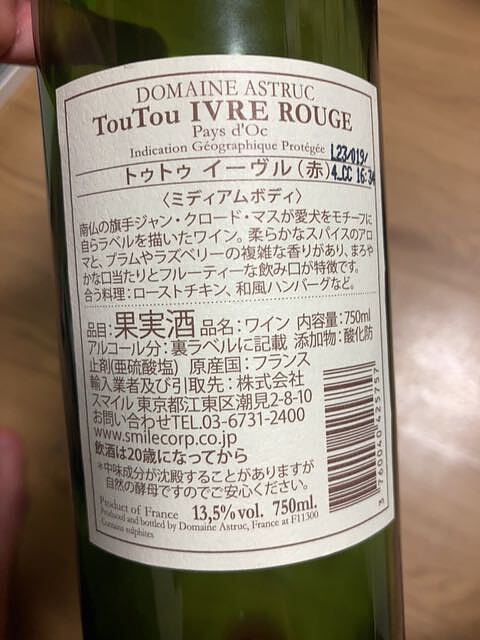 DOMAINE ASTRUC
TouTou IVRE ROUGE
Pays d'Oc
Indication Géographique Protégée
L23/019/
トゥトゥ イーヴル(赤)
4_CC 16:34
〈ミディアムボディ〉
南仏の旗手ジャン・クロード・マスが愛犬をモチーフに
自らラベルを描いたワイン。柔らかなスパイスのアロ
マと、プラムやラズベリーの複雑な香りがあり、まろや
かな口当たりとフルーティーな飲み口が特徴です。
合う料理:ローストチキン、和風ハンバーグなど。
品目:果実酒 品名:ワイン 内容量:750ml
アルコール分:裏ラベルに記載 添加物:酸化防
止剤(亜硫酸塩) 原産国:フランス
輸入業者及び引取先:株式会社
スマイル 東京都江東区潮見2-8-10
お問い合わせTEL.03-6731-2400
www.smilecorp.co.jp
飲酒は20歳になってから
*中味成分が沈殿することがありますが
自然の酵母ですのでご安心ください。
Product of France 13,5% vol. 750ml.
Produced and bottled by Domaine Astruc, France at F11300
Contains sulphites
3 760040 425757